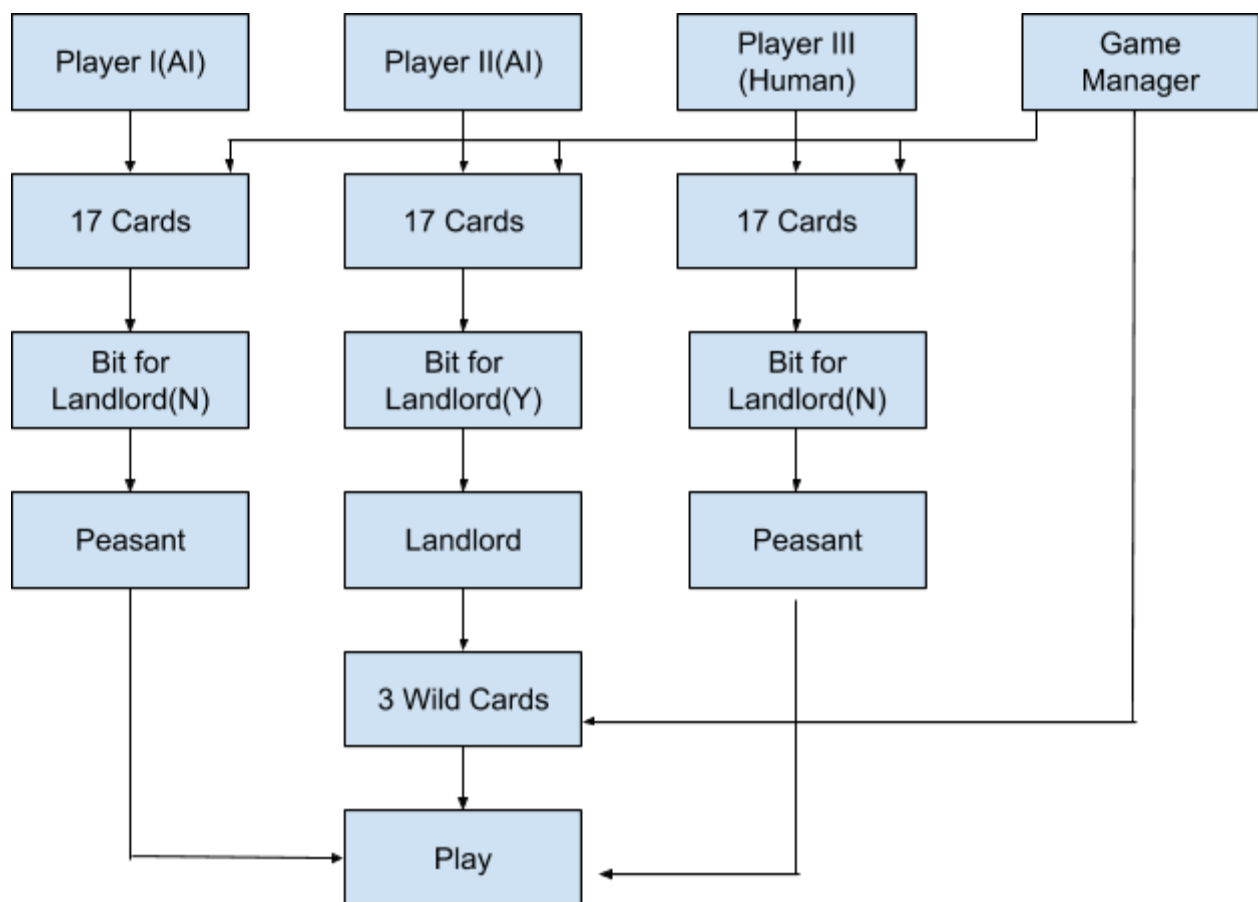 Player I(AI)
Player II(AI)
Player III
(Human)
Game
Manager
17 Cards
17 Cards
17 Cards
Bit for
Landlord(N)
Bit for
Landlord(Y)
Bit for
Landlord(N)
Peasant
Landlord
Peasant
3 Wild Cards
Play